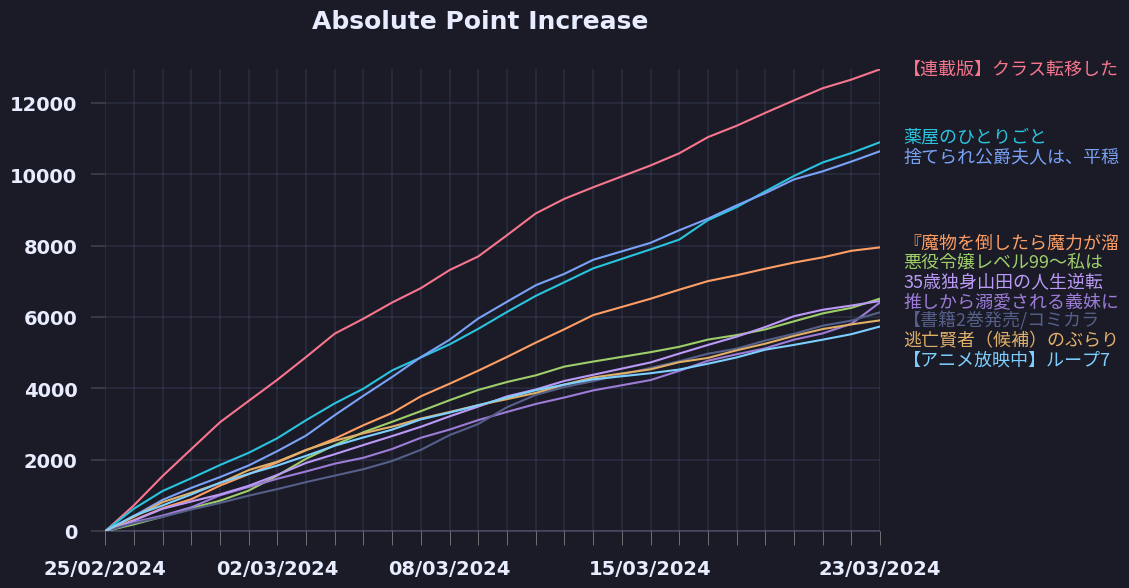 Absolute Point Increase
【連載版】クラス転移した
12000
薬屋のひとりごと
捨てられ公爵夫人は、平穏
10000
8000
『魔物を倒したら魔力が溜
悪役令嬢レベル99～私は
35歳独身山田の人生逆転
推しから溺愛される義妹に
6000
【書籍2巻発売/コミカラ
逃亡賢者（候補）のぶらり
【アニメ放映中】ループ7
4000
2000
0
25/02/2024 02/03/2024 08/03/2024 15/03/2024 23/03/2024